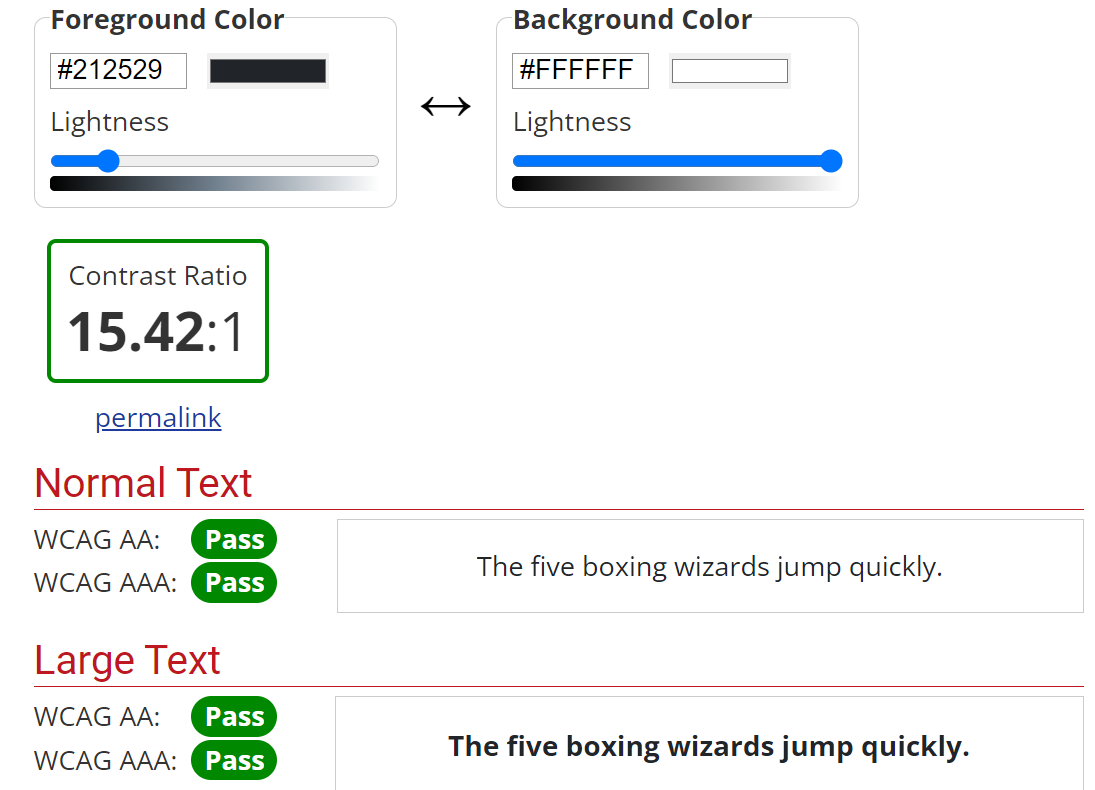 Foreground Color
#212529
Lightness
Background Color
#FFFFFF
Lightness
Contrast Ratio
15.42:1
permalink
Normal Text
WCAG AA: Pass
WCAG AAA: Pass
The five boxing wizards jump quickly.
Large Text
WCAG AA: Pass
WCAG AAA: Pass
The five boxing wizards jump quickly.